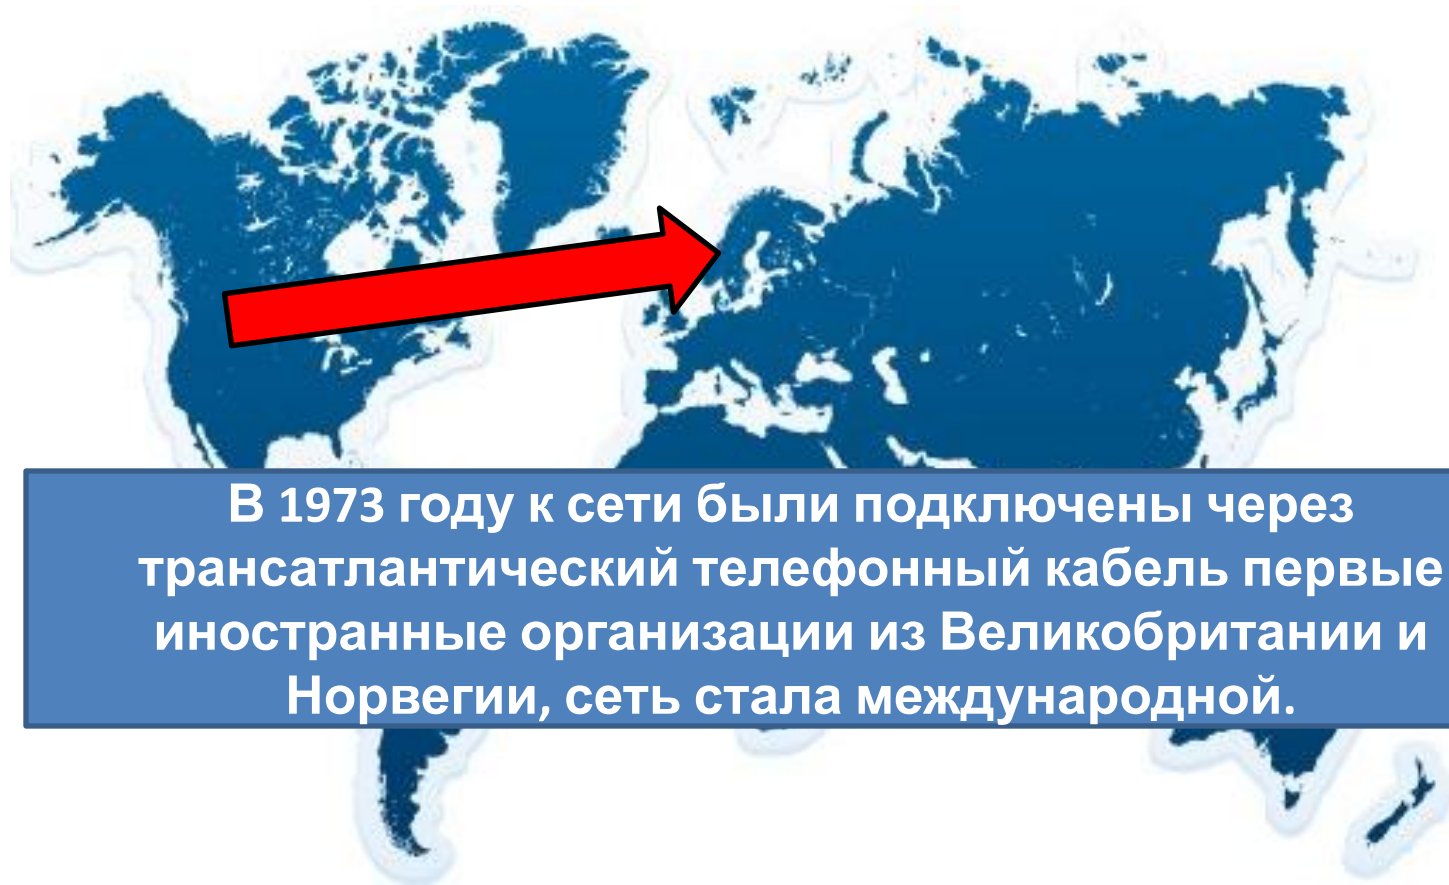 В 1973 году к сети были подключены через
трансатлантический телефонный кабель первые
иностранные организации из Великобритании и
Норвегии, сеть стала международной.